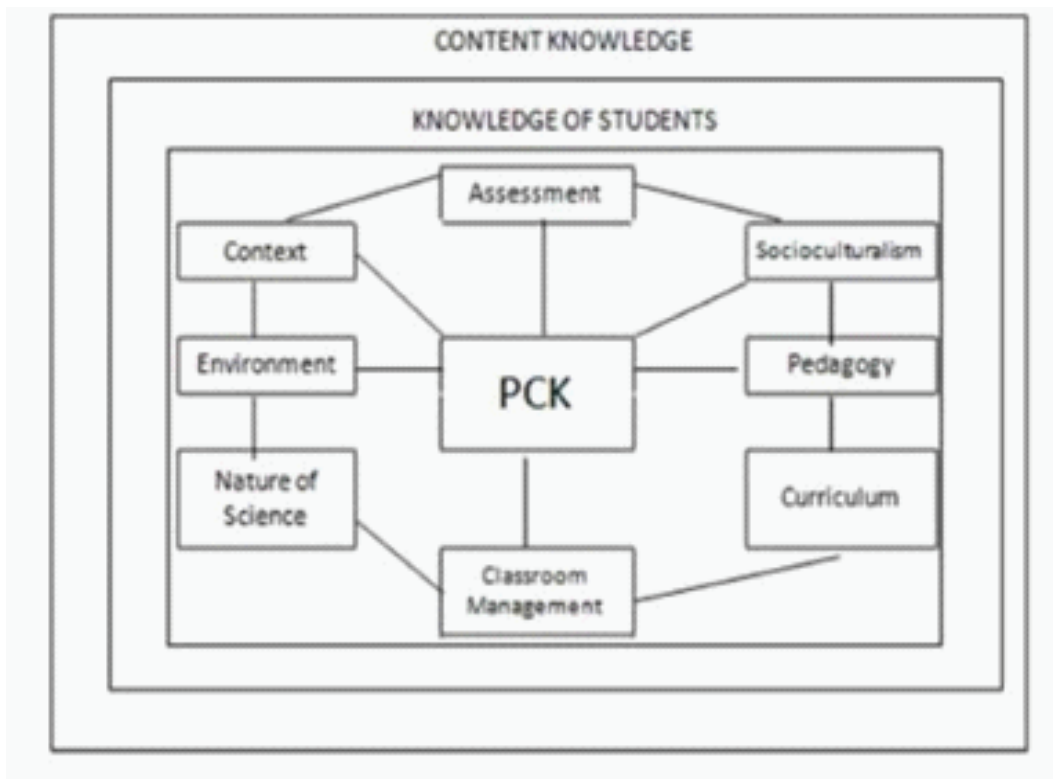 CONTENT KNOWLEDGE
KNOWLEDGE OF STUDENTS
Assessment
Context
Socioculturalism
Environment
PCK
Pedagogy
Nature of
Science
Curriculum
Classroom
Management